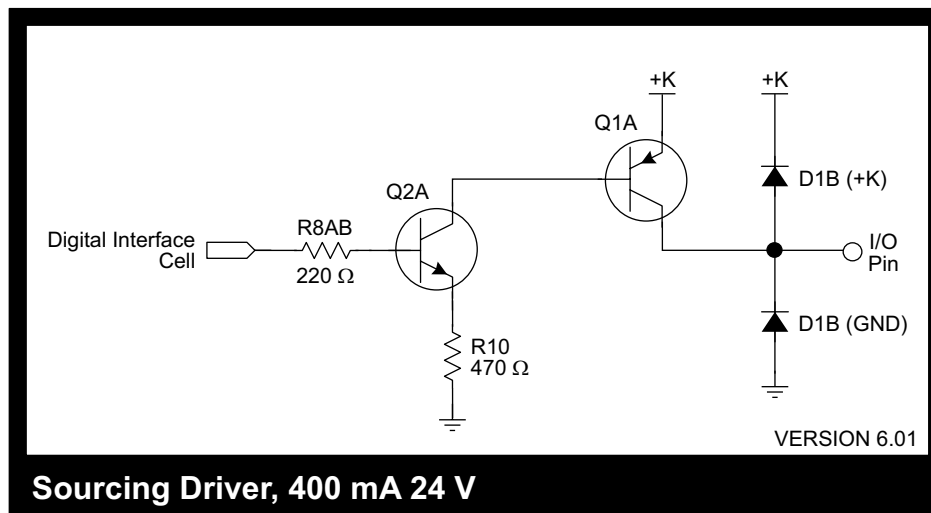 +K
+K
Q1A
Q2A
D1B (+K)
R8AB
Digital Interface
Cell
220 Ω
I/O
Pin
D1B (GND)
R10
470 Ω
VERSION 6.01
Sourcing Driver, 400 mA 24 V